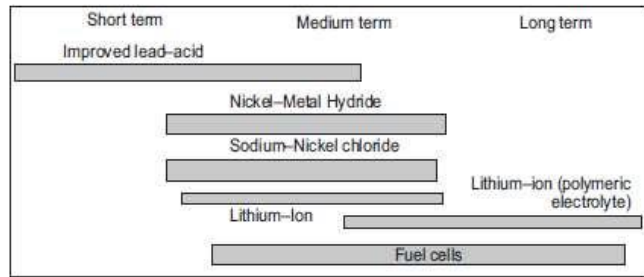 Short term Medium term Long term
Improved lead–acid
Nickel–Metal Hydride
Sodium–Nickel chloride
Lithium–ion (polymeric
electrolyte)
Lithium–Ion
Fuel cells